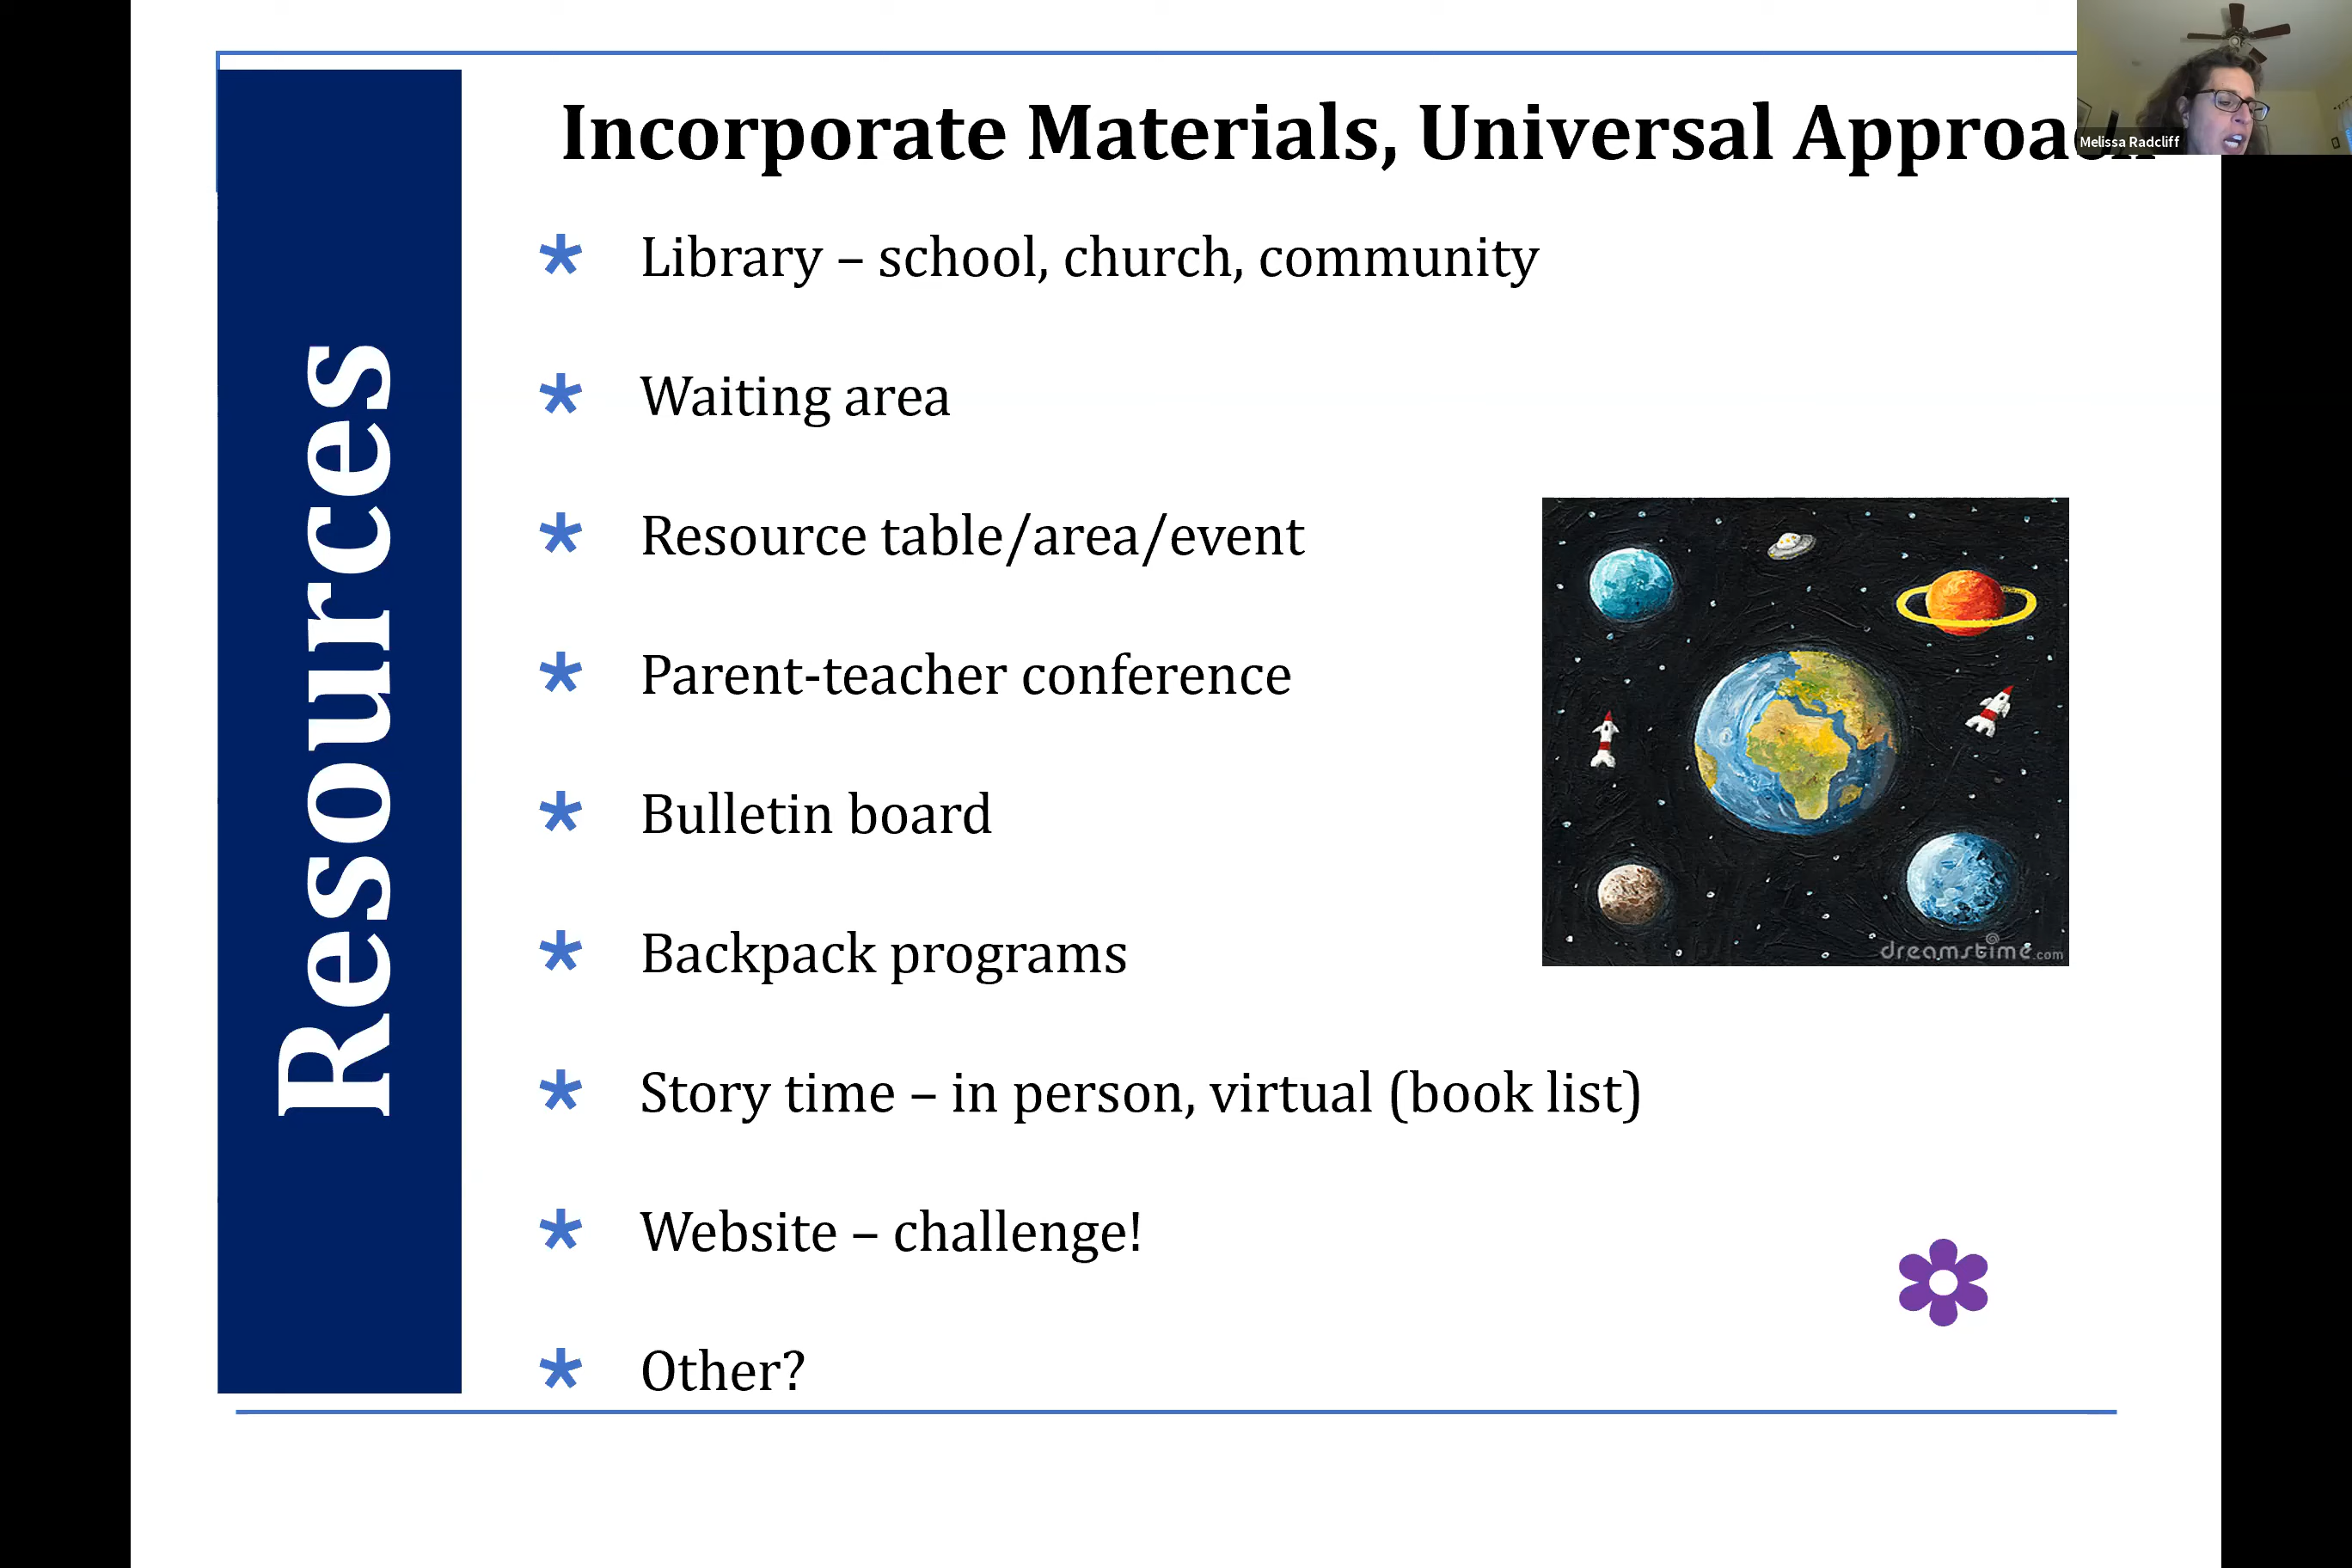 Incorporate Materials, Universal Approach
Melissa Radcliff
Resources
* Library – school, church, community
* Waiting area
* Resource table/area/event
* Parent-teacher conference
* Bulletin board
* Backpack programs
* Story time – in person, virtual (book list)
* Website – challenge!
* Other?
dreamstime.com